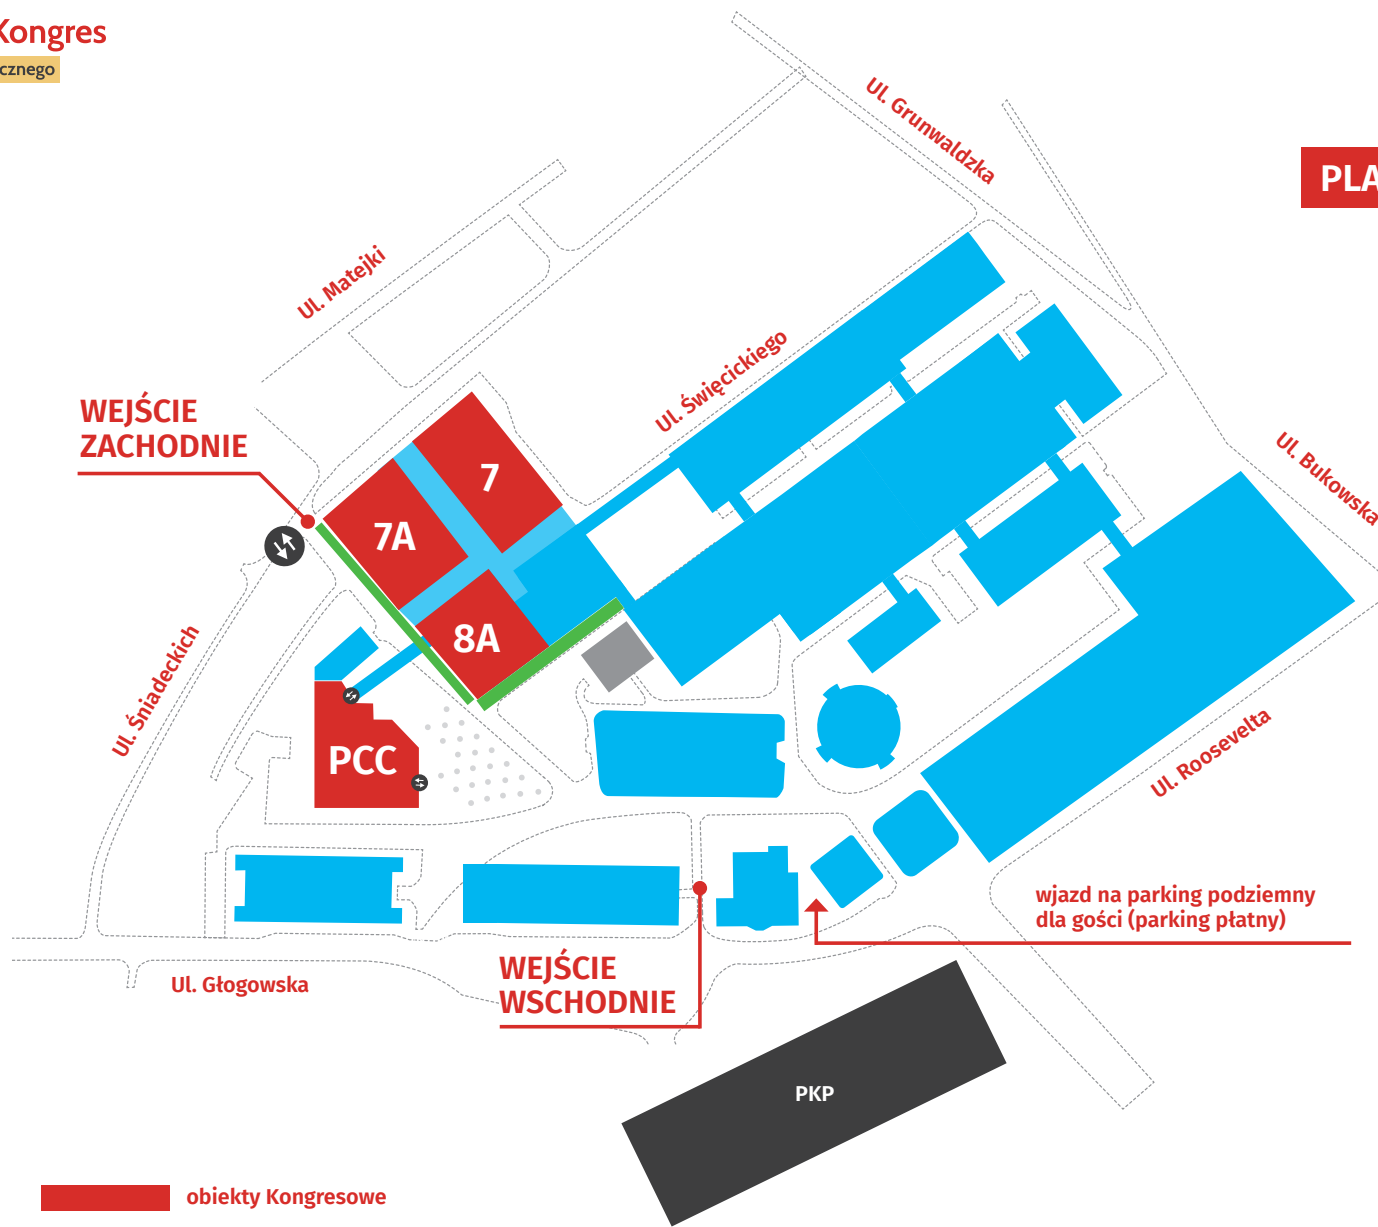 Kongres
cznego
Ul. Grunwaldzka
PLA
Ul. Matejki
Ul. Święcickiego
WEJŚCIE
ZACHODNIE
Ul. Bukowska
7
7A
8A
Ul. Śniadeckich
PCC
Ul. Roosevelta
wjazd na parking podziemny
dla gości (parking płatny)
WEJŚCIE
WSCHODNIE
Ul. Głogowska
PKP
obiekty Kongresowe